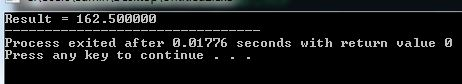 Result = 162.500000
--------------------------------
Process exited after 0.01776 seconds with return value 0
Press any key to continue . . .